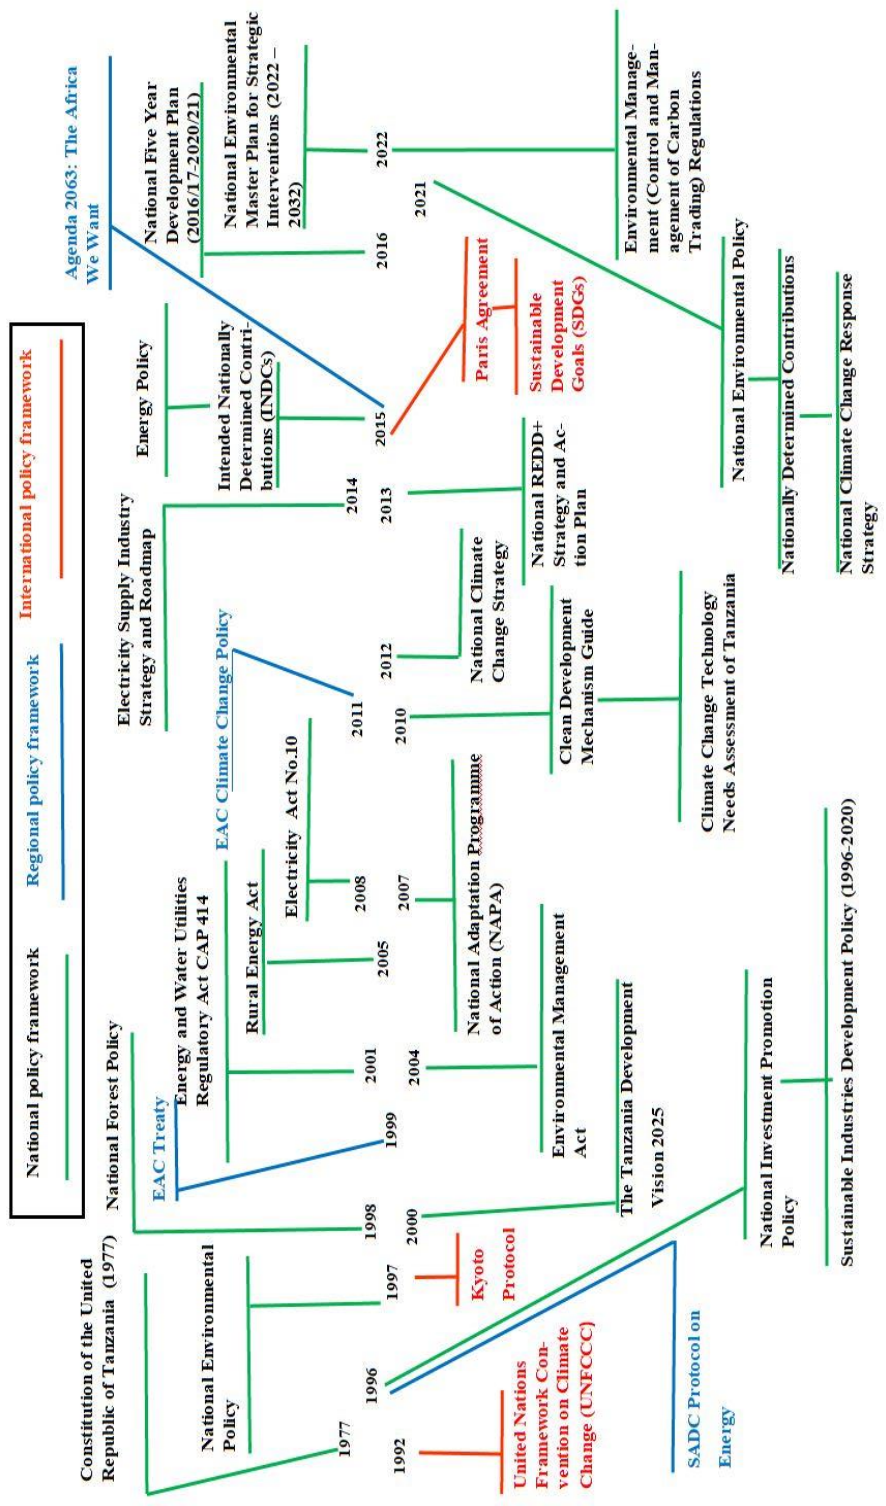 National policy framework
Regional policy framework
International policy framework
Constitution of the United
Republic of Tanzania (1977)
National Forest Policy
EAC Treaty
Energy and Water Utilities
Regulatory Act CAP 414
Rural Energy Act
Electricity Act No.10
EAC Climate Change Policy
Electricity Supply Industry
Strategy and Roadmap
Energy Policy
Intended Nationally
Determined Contri-
butions (INDCs)
Agenda 2063: The Africa
We Want
National Five Year
Development Plan
(2016/17-2020/21)
National Environmental
Master Plan for Strategic
Interventions (2022 –
2032)
National Environmental
Policy
1977
1992
1996
1997
1998
2000
1999
2001
2004
2005
2007
2008
2010
2011
2012
2013
2014
2015
2016
2021
2022
United Nations
Framework Con-
vention on Climate
Change (UNFCCC)
Kyoto
Protocol
SADC Protocol on
Energy
National Investment Promotion
Policy
Sustainable Industries Development Policy (1996-2020)
The Tanzania Development
Vision 2025
Environmental Management
Act
National Adaptation Programme
of Action (NAPA)
Clean Development
Mechanism Guide
Climate Change Technology
Needs Assessment of Tanzania
National Climate
Change Strategy
National REDD+
Strategy and Ac-
tion Plan
Paris Agreement
Sustainable
Development
Goals (SDGs)
National Environmental Policy
Nationally Determined Contributions
National Climate Change Response
Strategy
Environmental Manage-
ment (Control and Man-
agement of Carbon
Trading) Regulations